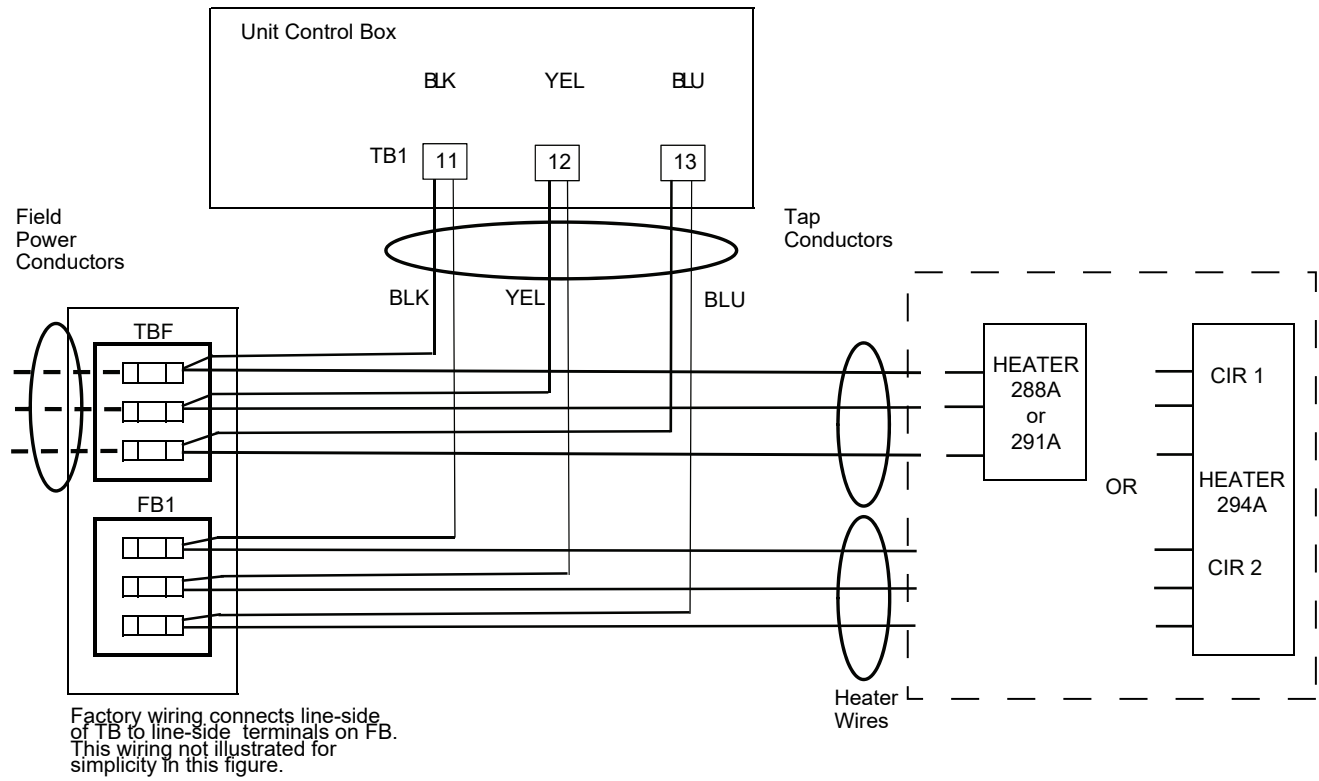 Unit Control Box
BLK YEL BLU
TB1 11 12 13
Field
Power
Conductors
Tap
Conductors
BLK YEL BLU
TBF
HEATER
288A
or
291A
OR
CIR 1
HEATER
294A
CIR 2
FB1
Heater
Wires
Factory wiring connects line-side
of TB to line-side terminals on FB.
This wiring not illustrated for
simplicity in this figure.